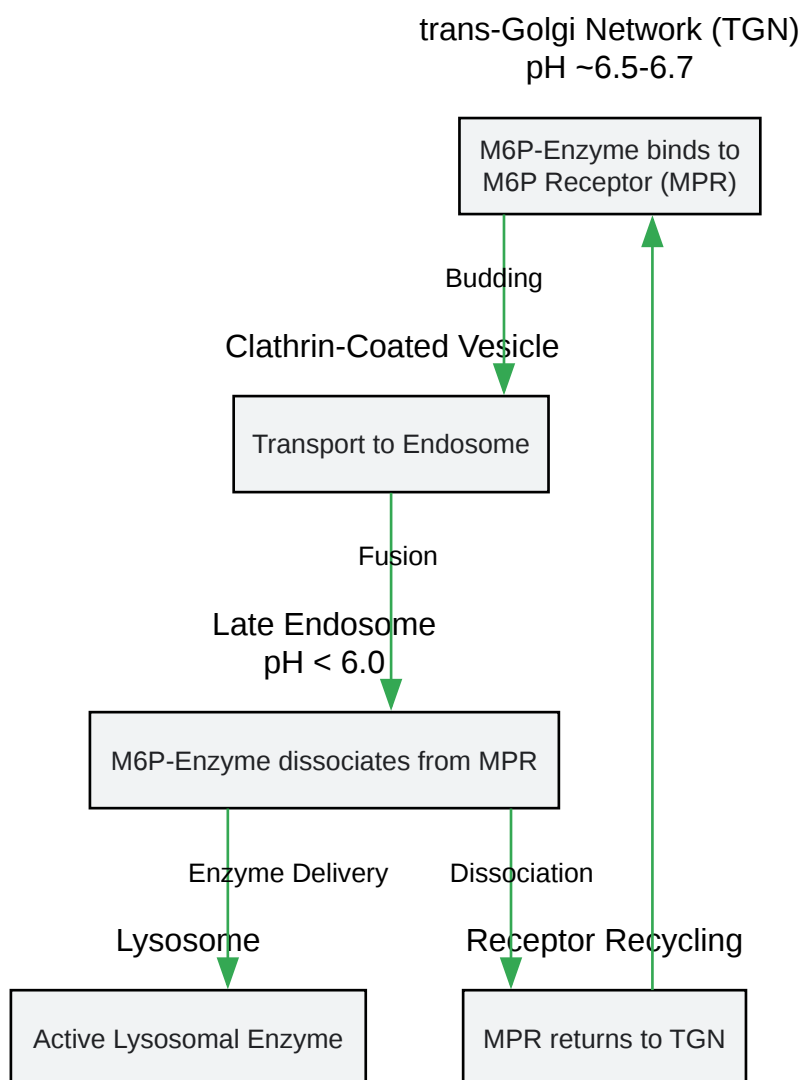 trans-Golgi Network (TGN)
pH ~6.5-6.7
M6P-Enzyme binds to
M6P Receptor (MPR)
Budding
Clathrin-Coated Vesicle
Transport to Endosome
Fusion
Late Endosome
pH < 6.0
M6P-Enzyme dissociates from MPR
Enzyme Delivery
Dissociation
Lysosome
Receptor Recycling
Active Lysosomal Enzyme
MPR returns to TGN